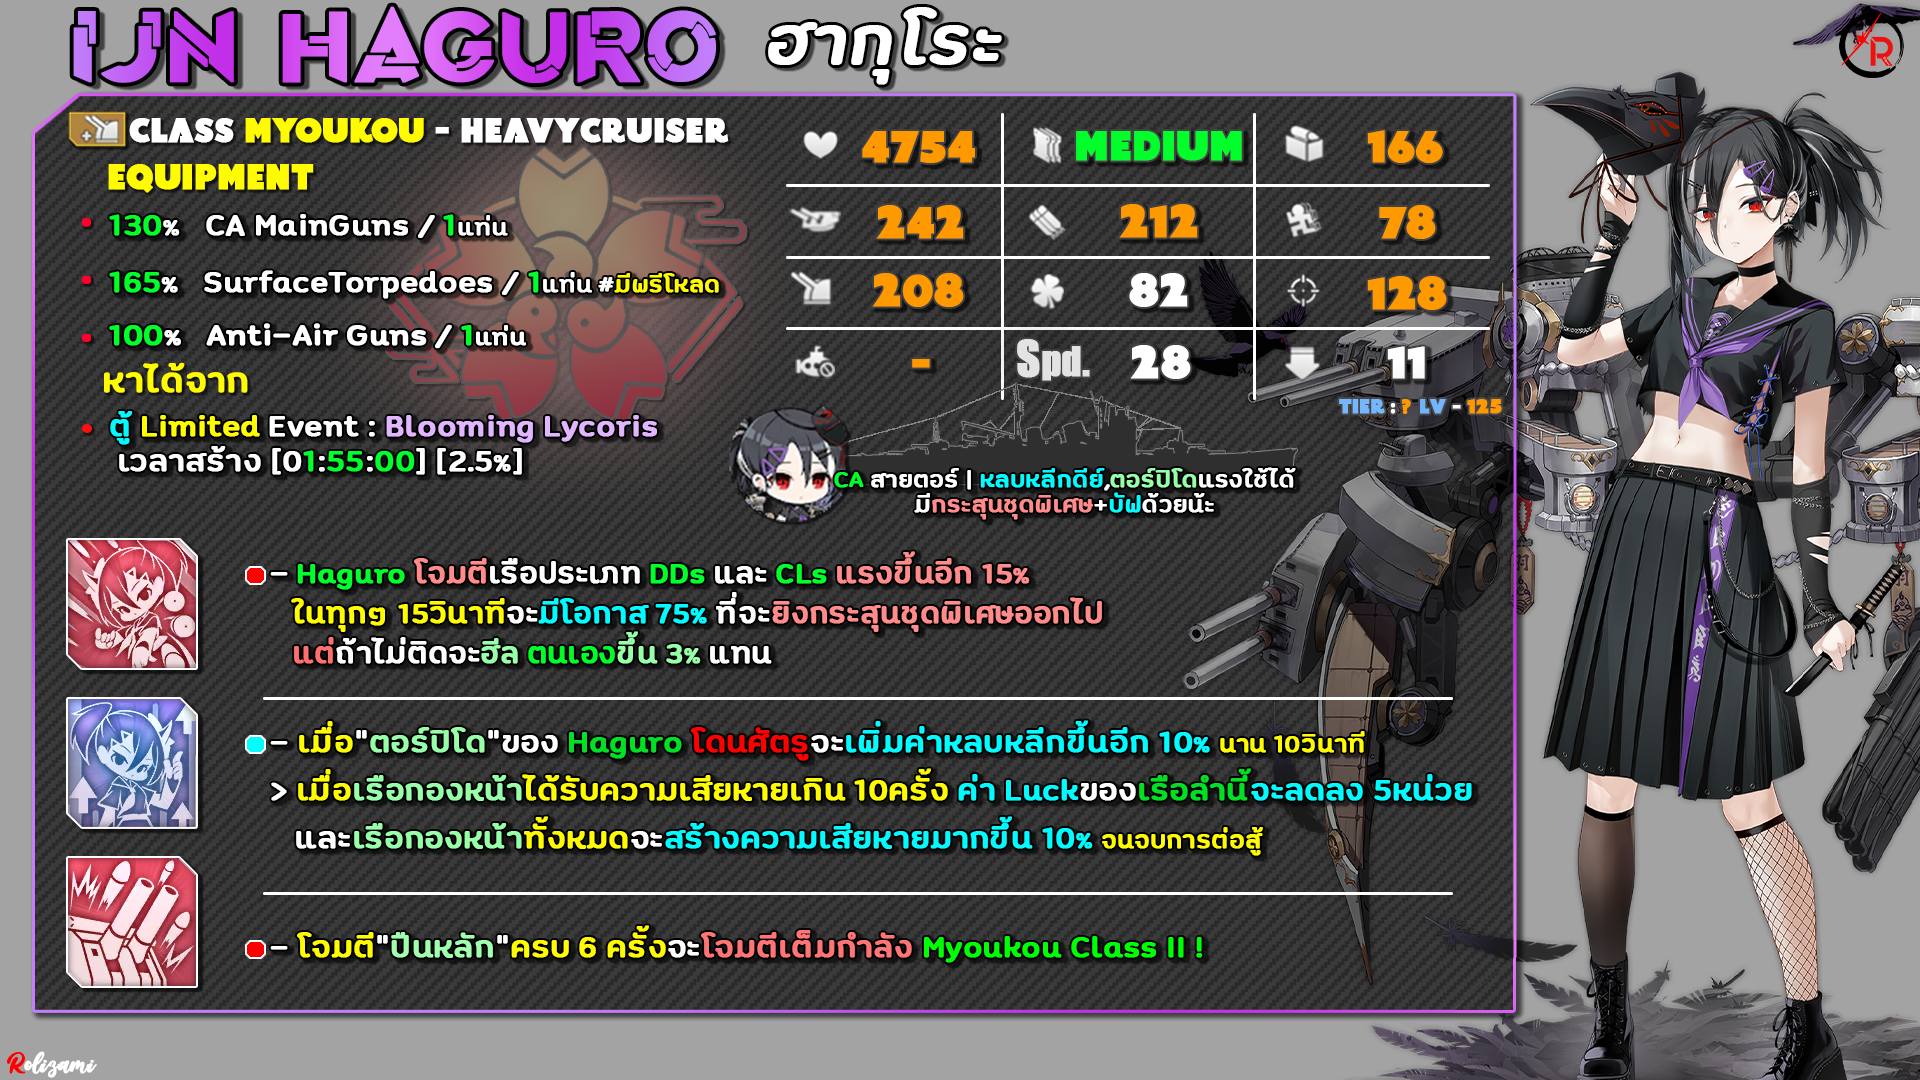 IJN HAGURO ฮากุโระ
R
CLASS MYOUKOU - HEAVYCRUISER
EQUIPMENT
130% CA MainGuns / 1แท่น
165% SurfaceTorpedoes / 1แท่น #มีพรีโหลด
100% Anti-Air Guns / 1แท่น
หาได้จาก
ตู้ Limited Event : Blooming Lycoris
เวลาสร้าง [01:55:00] [2.5%]
4754 MEDIUM 166
242 212 78
208 82 128
- Spd. 28 11
TIER : ? LV - 125
CA สายตอร์ | หลบหลีกดีย์,ตอร์ปิโดแรงใช้ได้
มีกระสุนชุดพิเศษ+บัฟด้วยน้ะ
- Haguro โจมตีเรือประเภท DDs และ CLs แรงขึ้นอีก 15%
ในทุกๆ 15วินาทีจะมีโอกาส 75% ที่จะยิงกระสุนชุดพิเศษออกไป
แต่ถ้าไม่ติดจะฮีล ตนเองขึ้น 3% แทน
- เมื่อ"ตอร์ปิโด"ของ Haguro โดนศัตรูจะเพิ่มค่าหลบหลีกขึ้นอีก 10% นาน 10วินาที
> เมื่อเรือกองหน้าได้รับความเสียหายเกิน 10ครั้ง ค่า Luckของเรือลำนี้จะลดลง 5หน่วย
และเรือกองหน้าทั้งหมดจะสร้างความเสียหายมากขึ้น 10% จนจบการต่อสู้
- โจมตี"ปืนหลัก"ครบ 6 ครั้งจะโจมตีเต็มกำลัง Myoukou Class II !
Rolizami